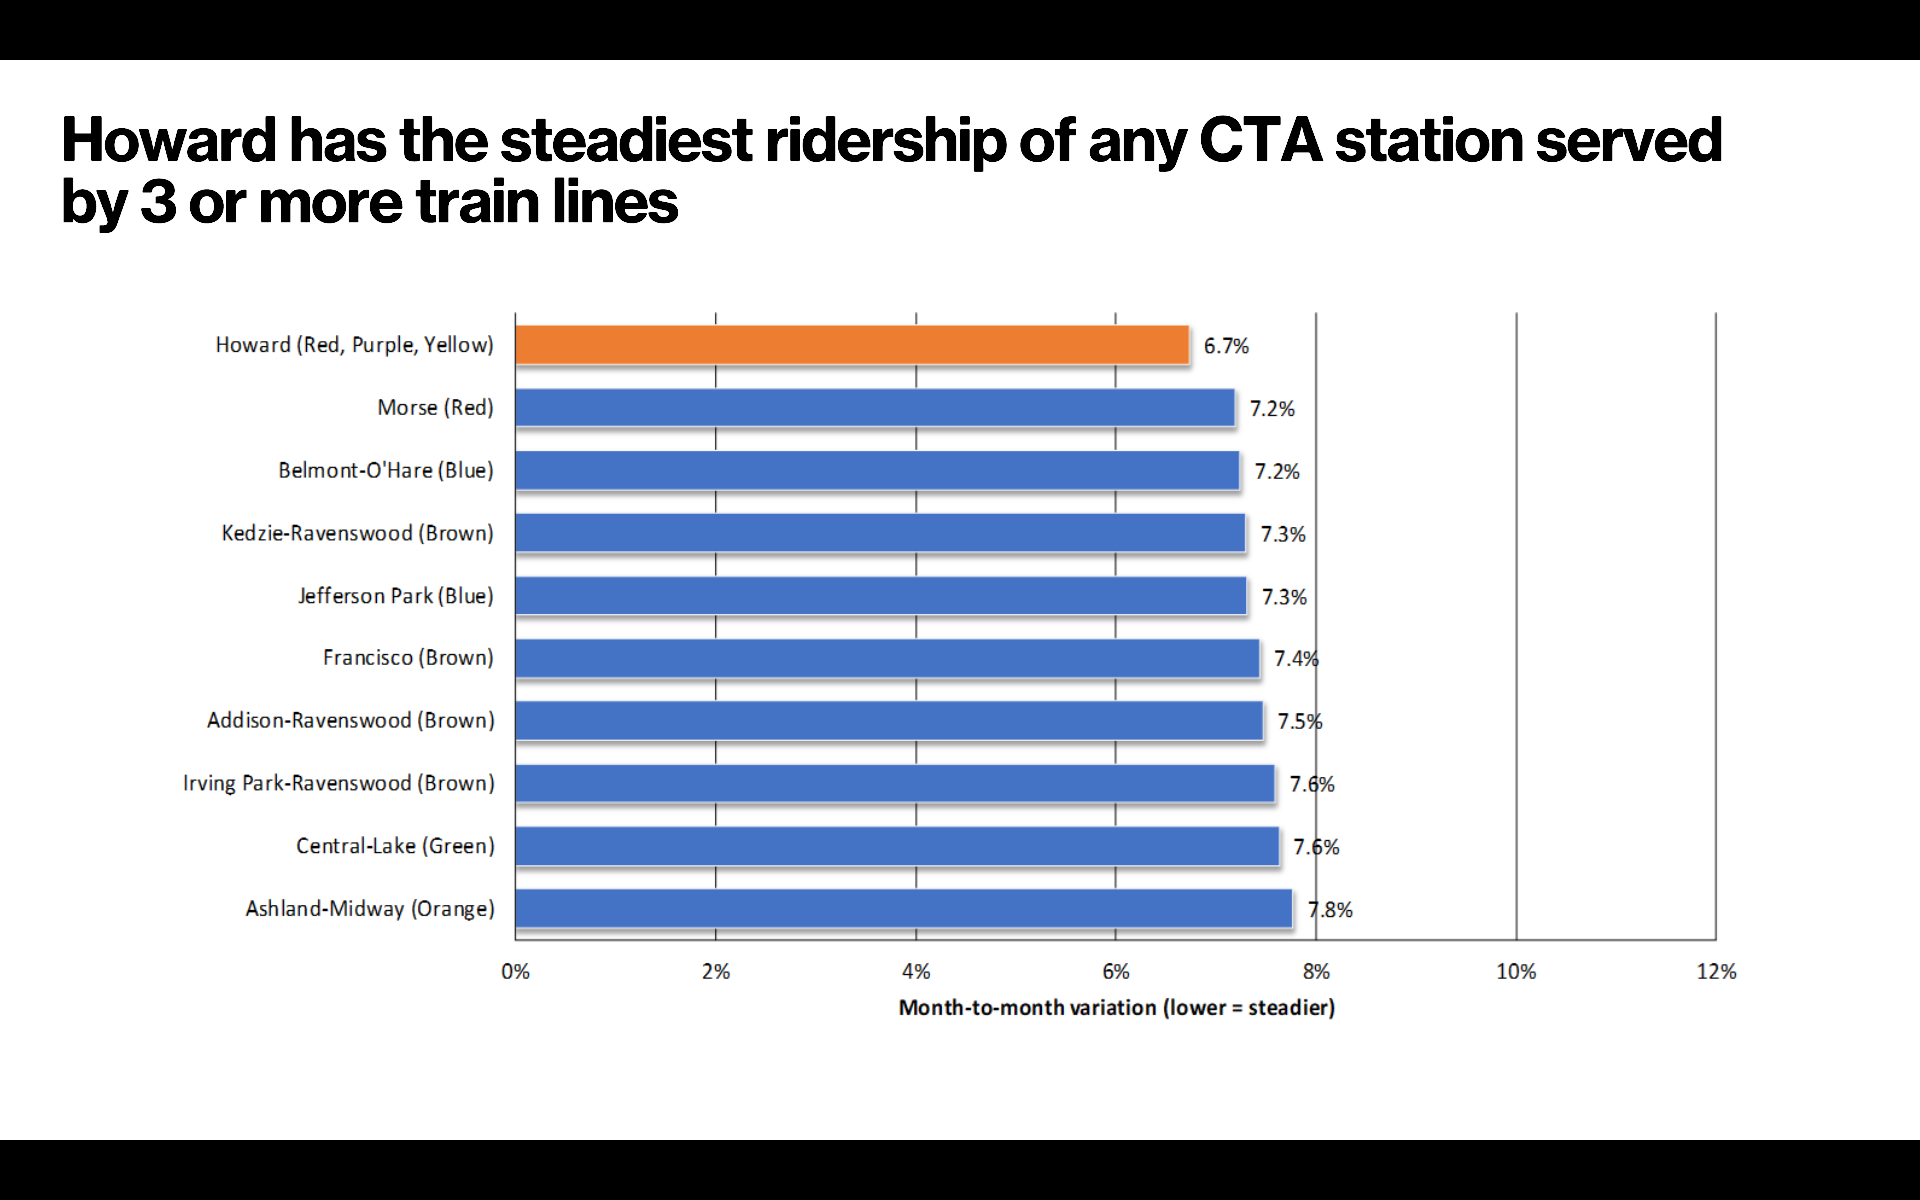 Howard has the steadiest ridership of any CTA station served
by 3 or more train lines
Howard (Red, Purple, Yellow)
6.7%
Morse (Red)
7.2%
Belmont-O'Hare (Blue)
7.2%
Kedzie-Ravenswood (Brown)
7.3%
Jefferson Park (Blue)
7.3%
Francisco (Brown)
7.4%
Addison-Ravenswood (Brown)
7.5%
Irving Park-Ravenswood (Brown)
7.6%
Central-Lake (Green)
7.6%
Ashland-Midway (Orange)
7.8%
0% 2% 4% 6% 8% 10% 12%
Month-to-month variation (lower = steadier)